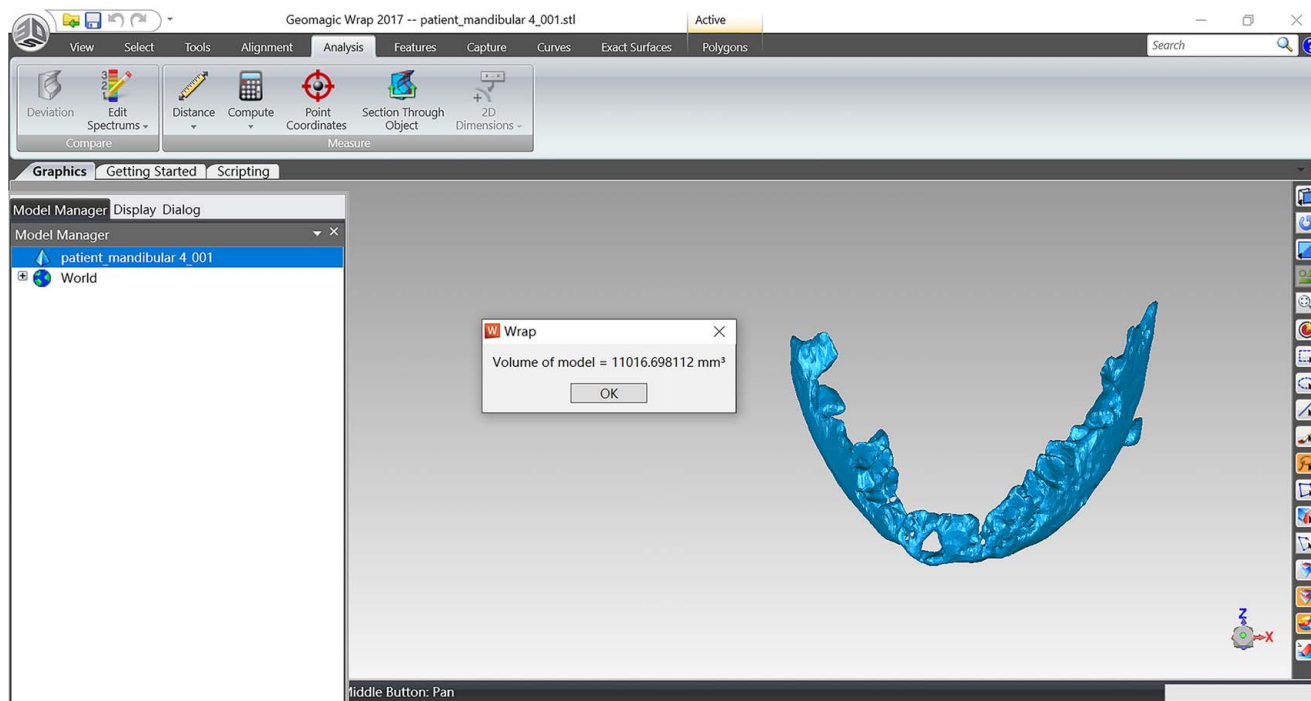 Geomagic Wrap 2017 -- patient_mandibular 4_001.stl
Active
View Select Tools Alignment Analysis Features Capture Curves Exact Surfaces Polygons
Search
Deviation
Edit Spectrums
Distance
Compute
Point Coordinates
Section Through Object
2D Dimensions
Compare
Measure
Graphics Getting Started Scripting
Model Manager Display Dialog
Model Manager
patient_mandibular 4_001
World
W Wrap
Volume of model = 11016.698112 mm³
OK
Z
X
Middle Button: Pan